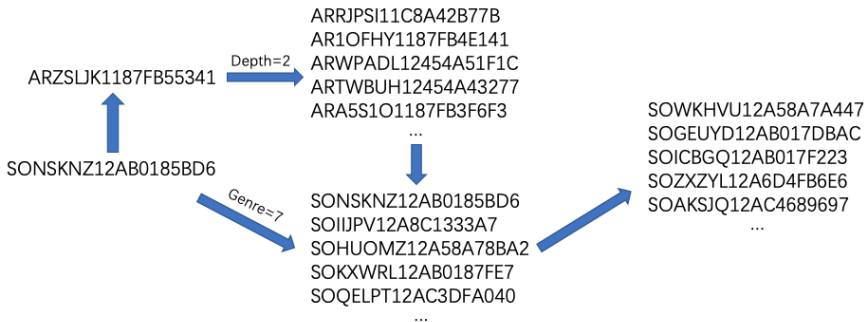 ARRJPSI11C8A42B77B
AR1OFHY1187FB4E141
ARWPADL12454A51F1C
ARTWBUH12454A43277
ARA5S1O1187FB3F6F3
...
ARZSLJK1187FB55341
Depth=2
SONSKNZ12AB0185BD6
Genre=7
SONSKNZ12AB0185BD6
SOIIJPV12A8C1333A7
SOHUOMZ12A58A78BA2
SOKXWRL12AB0187FE7
SOQELPT12AC3DFA040
...
SOWKHVU12A58A7A447
SOGEUYD12AB017DBAC
SOICBGQ12AB017F223
SOZXZYL12A6D4FB6E6
SOAKSJQ12AC4689697
...